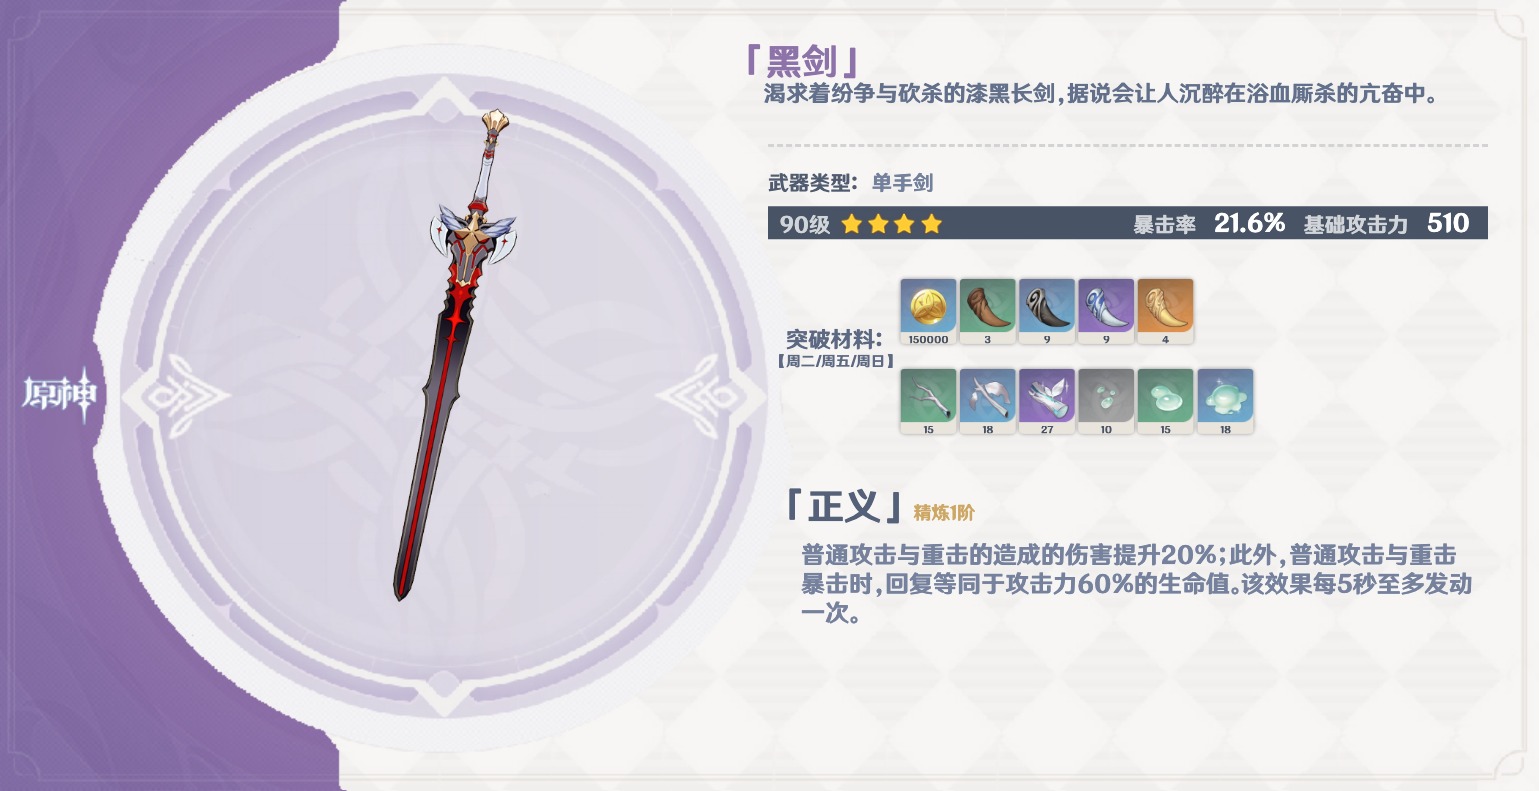 「黑剑」
渴求着纷争与砍杀的漆黑长剑,据说会让人沉醉在浴血厮杀的亢奋中。
武器类型: 单手剑
90级 暴击率 21.6% 基础攻击力 510
150000 3 9 9 4
突破材料:
【周二/周五/周日】
原神
15 18 27 10 15 18
「正义」 精炼1阶
普通攻击与重击的造成的伤害提升20%;此外,普通攻击与重击
暴击时,回复等同于攻击力60%的生命值。该效果每5秒至多发动
一次。